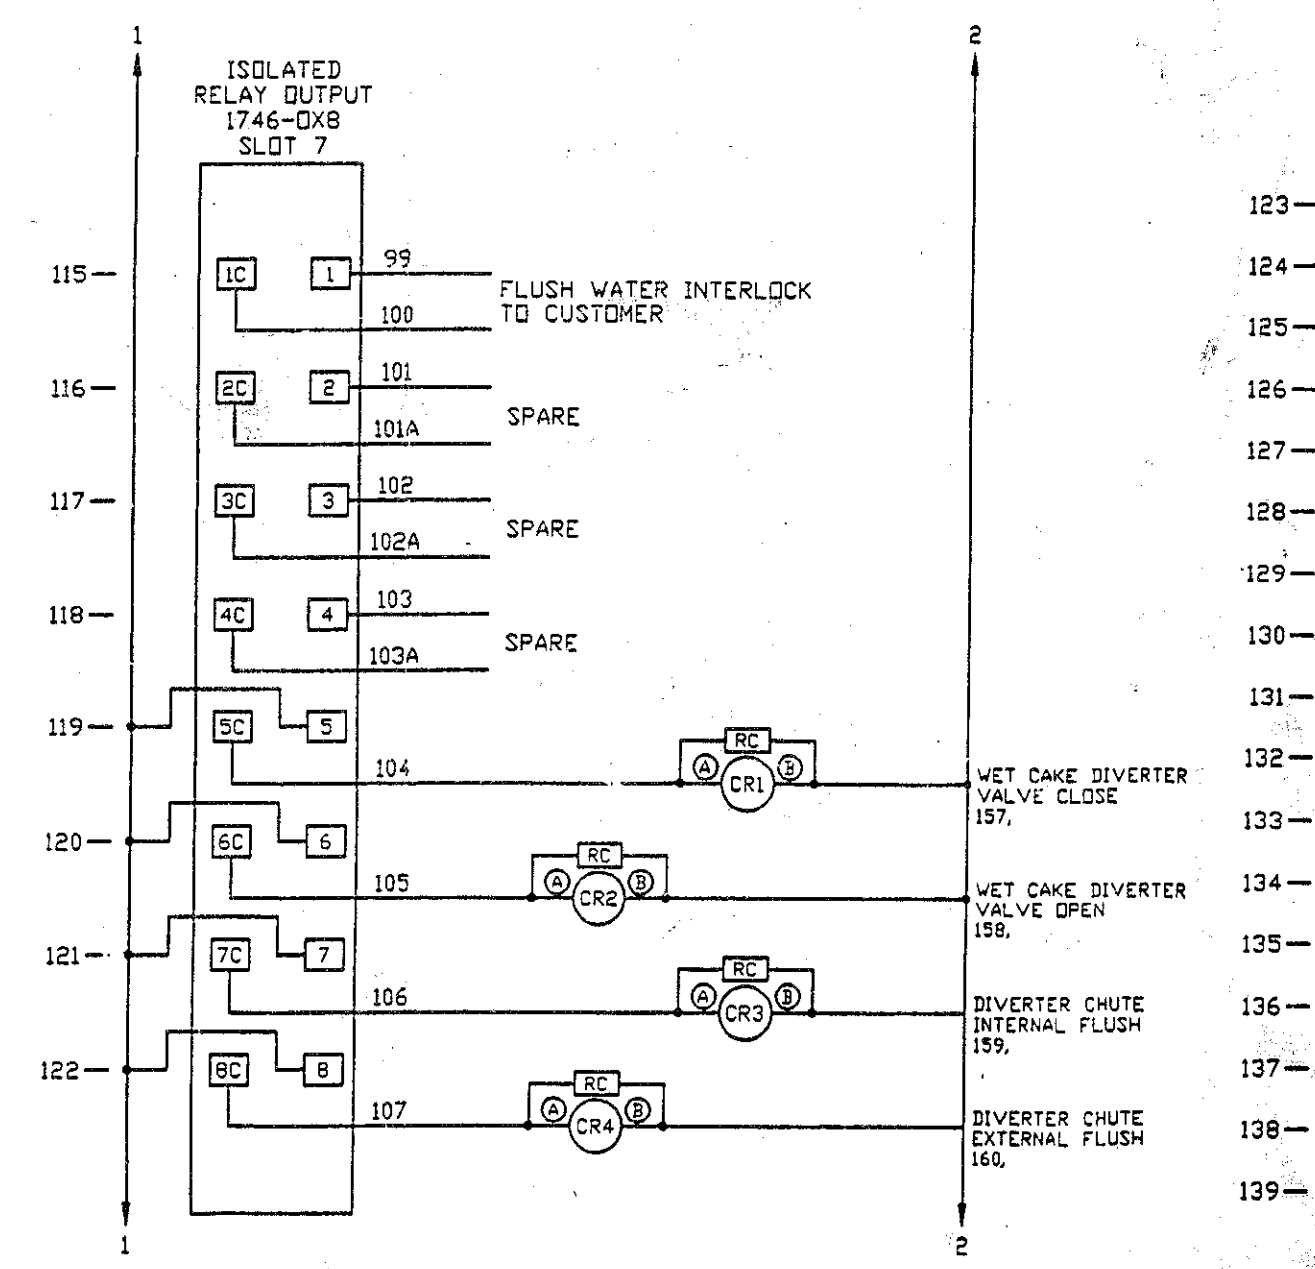 1
2
ISOLATED
RELAY OUTPUT
1746-OX8
SLOT 7
115
1C
1
99
100
FLUSH WATER INTERLOCK
TO CUSTOMER
116
2C
2
101
101A
SPARE
117
3C
3
102
102A
SPARE
118
4C
4
103
103A
SPARE
119
5C
5
104
RC
A
CR1
B
WET CAKE DIVERTER
VALVE CLOSE
157,
120
6C
6
105
RC
A
CR2
B
WET CAKE DIVERTER
VALVE OPEN
158,
121
7C
7
106
RC
A
CR3
B
DIVERTER CHUTE
INTERNAL FLUSH
159,
122
8C
8
107
RC
A
CR4
B
DIVERTER CHUTE
EXTERNAL FLUSH
160,
1
2
123
124
125
126
127
128
129
130
131
132
133
134
135
136
137
138
139